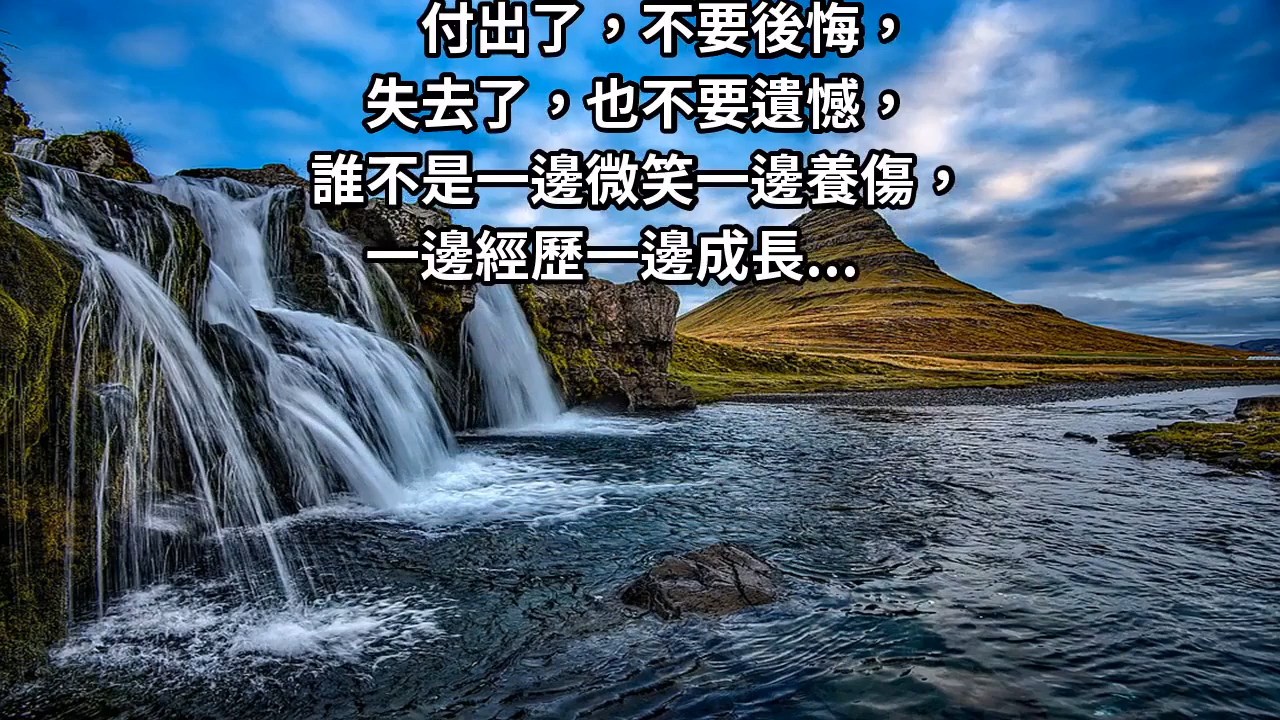 付出了，不要後悔，
失去了，也不要遺憾，
誰不是一邊微笑一邊養傷，
一邊經歷一邊成長...